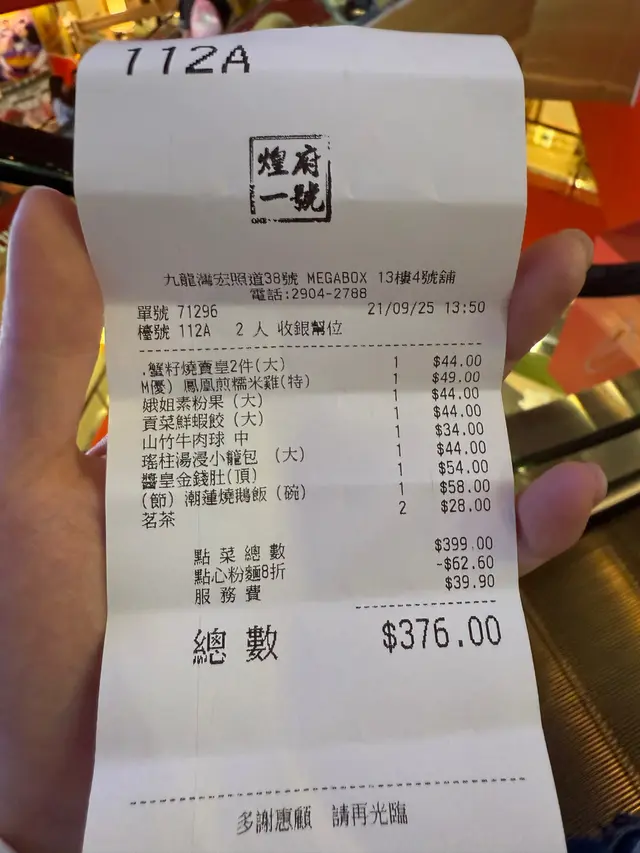 112A
煌府
一號
九龍灣宏照道38號 MEGABOX 13樓4號舖
電話:2904-2788
單號 71296 21/09/25 13:50
檯號 112A 2 人 收銀幫位
.蟹籽燒賣皇2件(大) 1 $44.00
M優) 鳳凰煎糯米雞(特) 1 $49.00
娥姐素粉果 (大) 1 $44.00
貢菜鮮蝦餃 (大) 1 $44.00
山竹牛肉球 中 1 $34.00
瑤柱湯浸小龍包 (大) 1 $44.00
醬皇金錢肚(頂) 1 $54.00
(節) 潮蓮燒鵝飯 (碗) 1 $58.00
茗茶 2 $28.00
點菜總數 $399.00
點心粉麵8折 -$62.60
服務費 $39.90
總數 $376.00
多謝惠顧 請再光臨